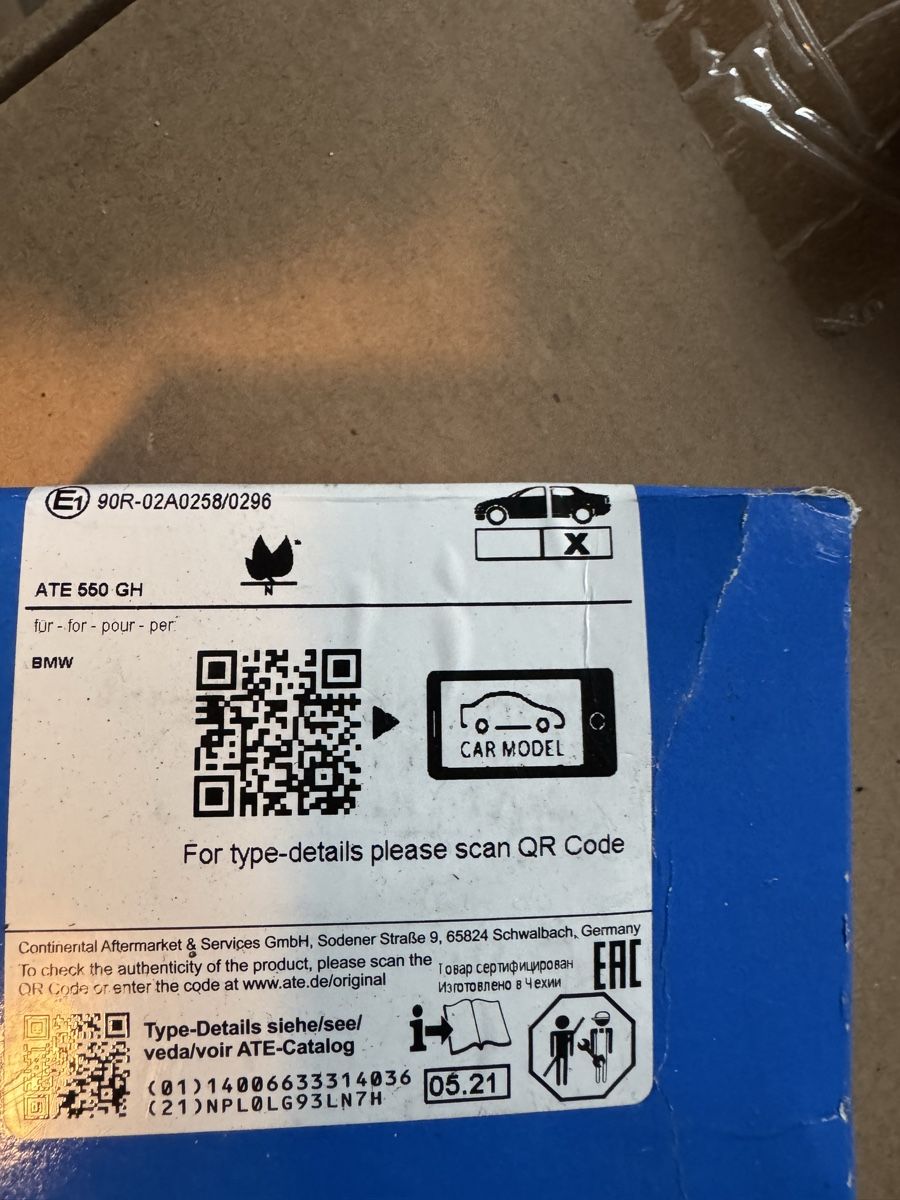 E1 90R-02A0258/0296
X
N
ATE 550 GH
für - for - pour - per:
BMW
CAR MODEL
For type-details please scan QR Code
Continental Aftermarket & Services GmbH, Sodener Straße 9, 65824 Schwalbach, Germany
To check the authenticity of the product, please scan the
QR Code or enter the code at www.ate.de/original
Товар сертифицирован
Изготовлено в Чехии
EAC
Type-Details siehe/see/
veda/voir ATE-Catalog
i
(01)14006633314036
(21)NPL0LG93LN7H
05.21